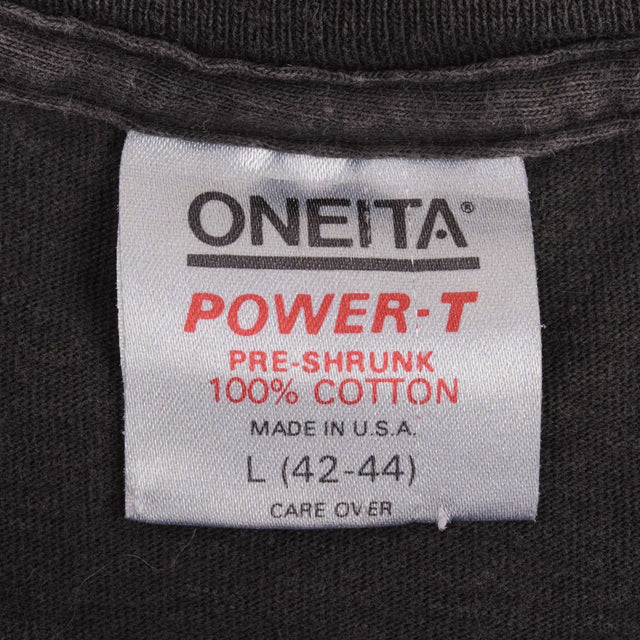 ONEITA®
POWER-T
PRE-SHRUNK
100% COTTON
MADE IN U.S.A.
L (42-44)
CARE OVER